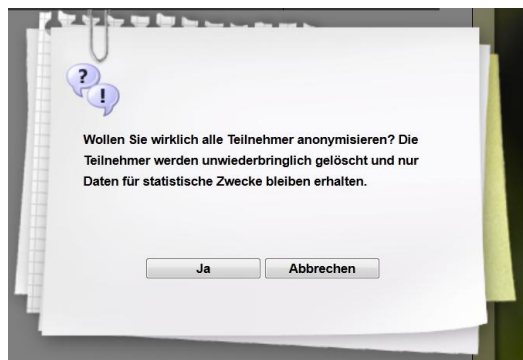 ?
!
Wollen Sie wirklich alle Teilnehmer anonymisieren? Die
Teilnehmer werden unwiederbringlich gelöscht und nur
Daten für statistische Zwecke bleiben erhalten.
Ja Abbrechen